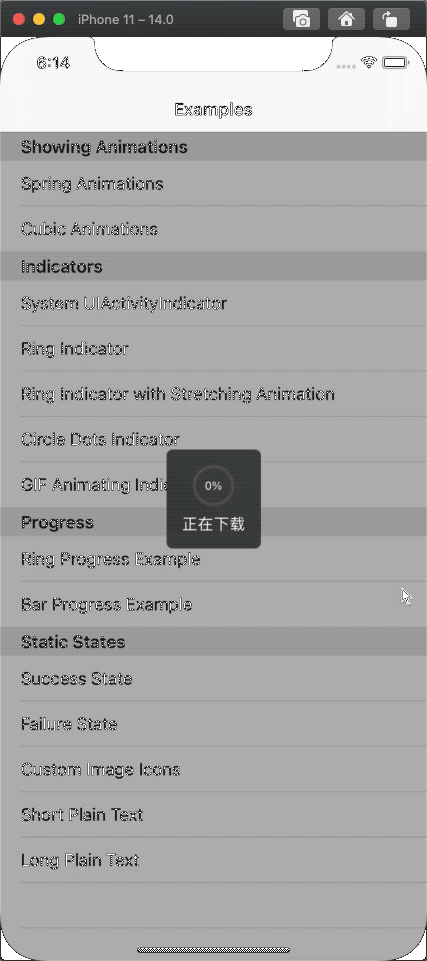 iPhone 11 – 14.0
6:14
Examples
Showing Animations
Spring Animations
Cubic Animations
Indicators
System UIActivityIndicator
Ring Indicator
Ring Indicator with Stretching Animation
Circle Dots Indicator
GIF Animating
0%
正在下载
Progress
Ring Progress Example
Bar Progress Example
Static States
Success State
Failure State
Custom Image Icons
Short Plain Text
Long Plain Text